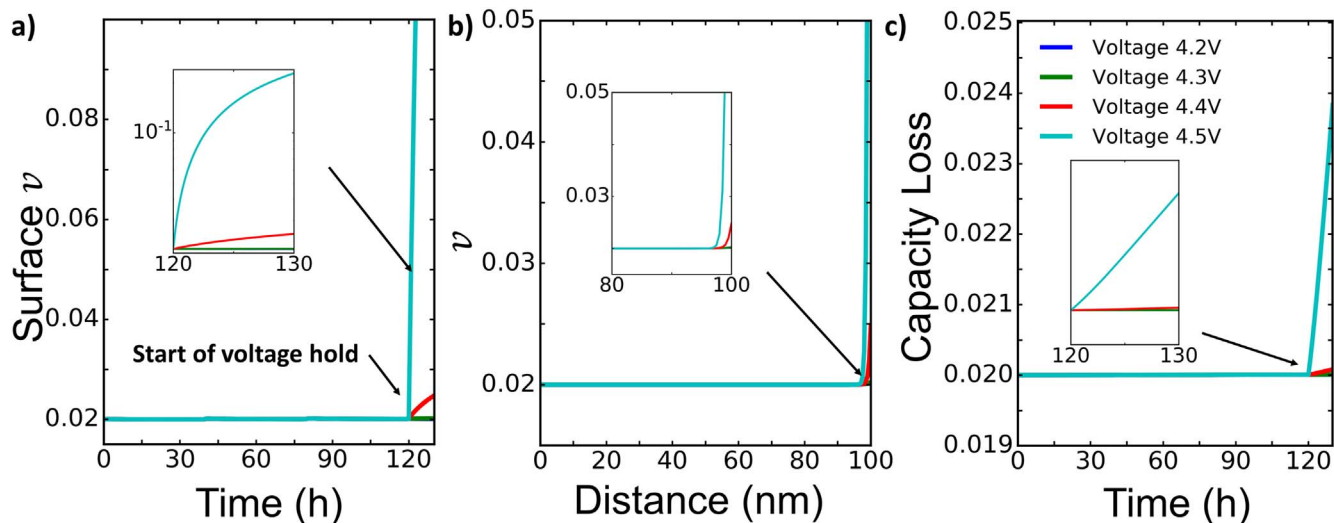 a)
Surface v
0.08
0.06
0.04
0.03
0.02
10⁻¹
120
130
Start of voltage hold
0
30
60
90
120
Time (h)
b)
v
0.05
0.04
0.03
0.02
0.05
0.03
80
100
0
20
40
60
80
100
Distance (nm)
c)
Capacity Loss
0.025
0.024
0.023
0.022
0.021
0.020
0.019
Voltage 4.2V
Voltage 4.3V
Voltage 4.4V
Voltage 4.5V
120
130
0
30
60
90
120
Time (h)